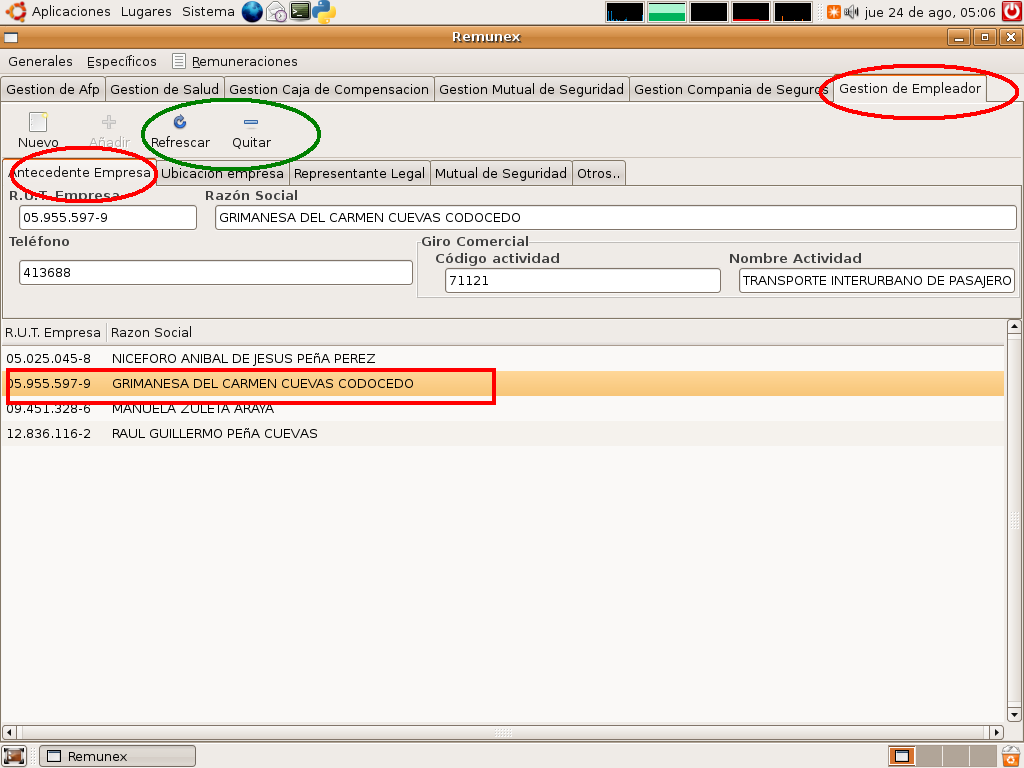 Aplicaciones Lugares Sistema jue 24 de ago, 05:06
Remunex
Generales Específicos Remuneraciones
Gestion de Afp Gestion de Salud Gestion Caja de Compensacion Gestion Mutual de Seguridad Gestion Compania de Seguros Gestion de Empleador
Nuevo Añadir Refrescar Quitar
Antecedente Empresa Ubicación empresa Representante Legal Mutual de Seguridad Otros..
R.U.T. Empresa Razón Social
05.955.597-9 GRIMANESA DEL CARMEN CUEVAS CODOCEDO
Teléfono Giro Comercial
Código actividad Nombre Actividad
413688 71121 TRANSPORTE INTERURBANO DE PASAJERO
R.U.T. Empresa Razon Social
05.025.045-8 NICEFORO ANIBAL DE JESUS PEñA PEREZ
05.955.597-9 GRIMANESA DEL CARMEN CUEVAS CODOCEDO
09.451.328-6 MANUELA ZULETA ARAYA
12.836.116-2 RAUL GUILLERMO PEñA CUEVAS
Remunex